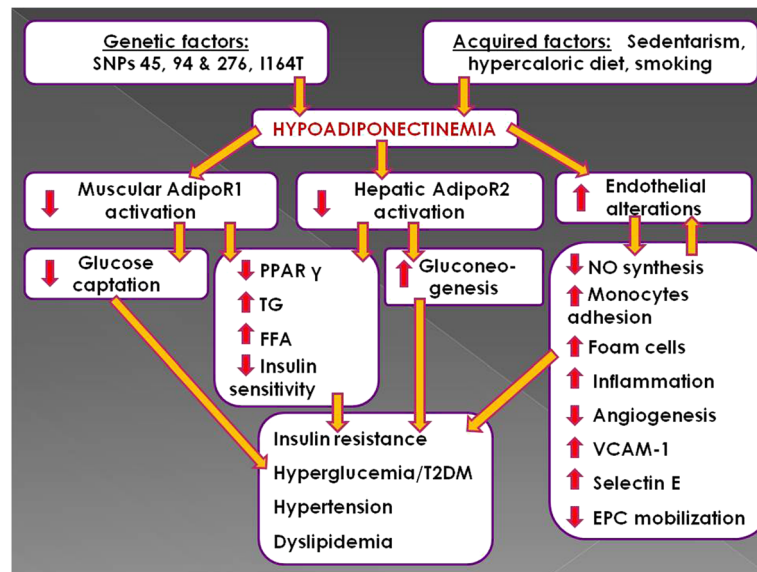 Genetic factors:
SNPs 45, 94 & 276, I164T
Acquired factors: Sedentarism,
hypercaloric diet, smoking
HYPOADIPONECTINEMIA
Muscular AdipoR1
activation
Hepatic AdipoR2
activation
Endothelial
alterations
Glucose
captation
PPAR γ
TG
FFA
Insulin
sensitivity
Gluconeo-
genesis
NO synthesis
Monocytes
adhesion
Foam cells
Inflammation
Angiogenesis
VCAM-1
Selectin E
EPC mobilization
Insulin resistance
Hyperglucemia/T2DM
Hypertension
Dyslipidemia